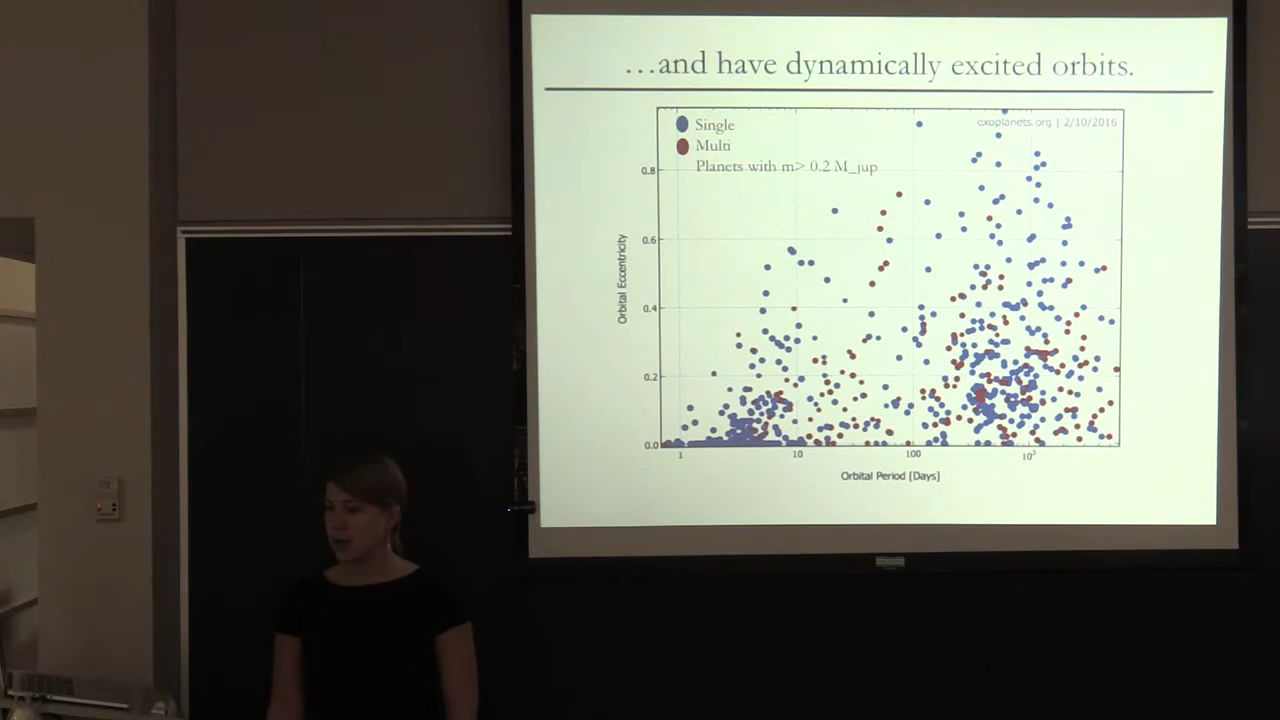 …and have dynamically excited orbits.
Single
exoplanets.org | 2/10/2016
Multi
Planets with m> 0.2 M_jup
0.8
0.6
0.4
0.2
0.0
Orbital Eccentricity
1
10
100
10³
Orbital Period [Days]